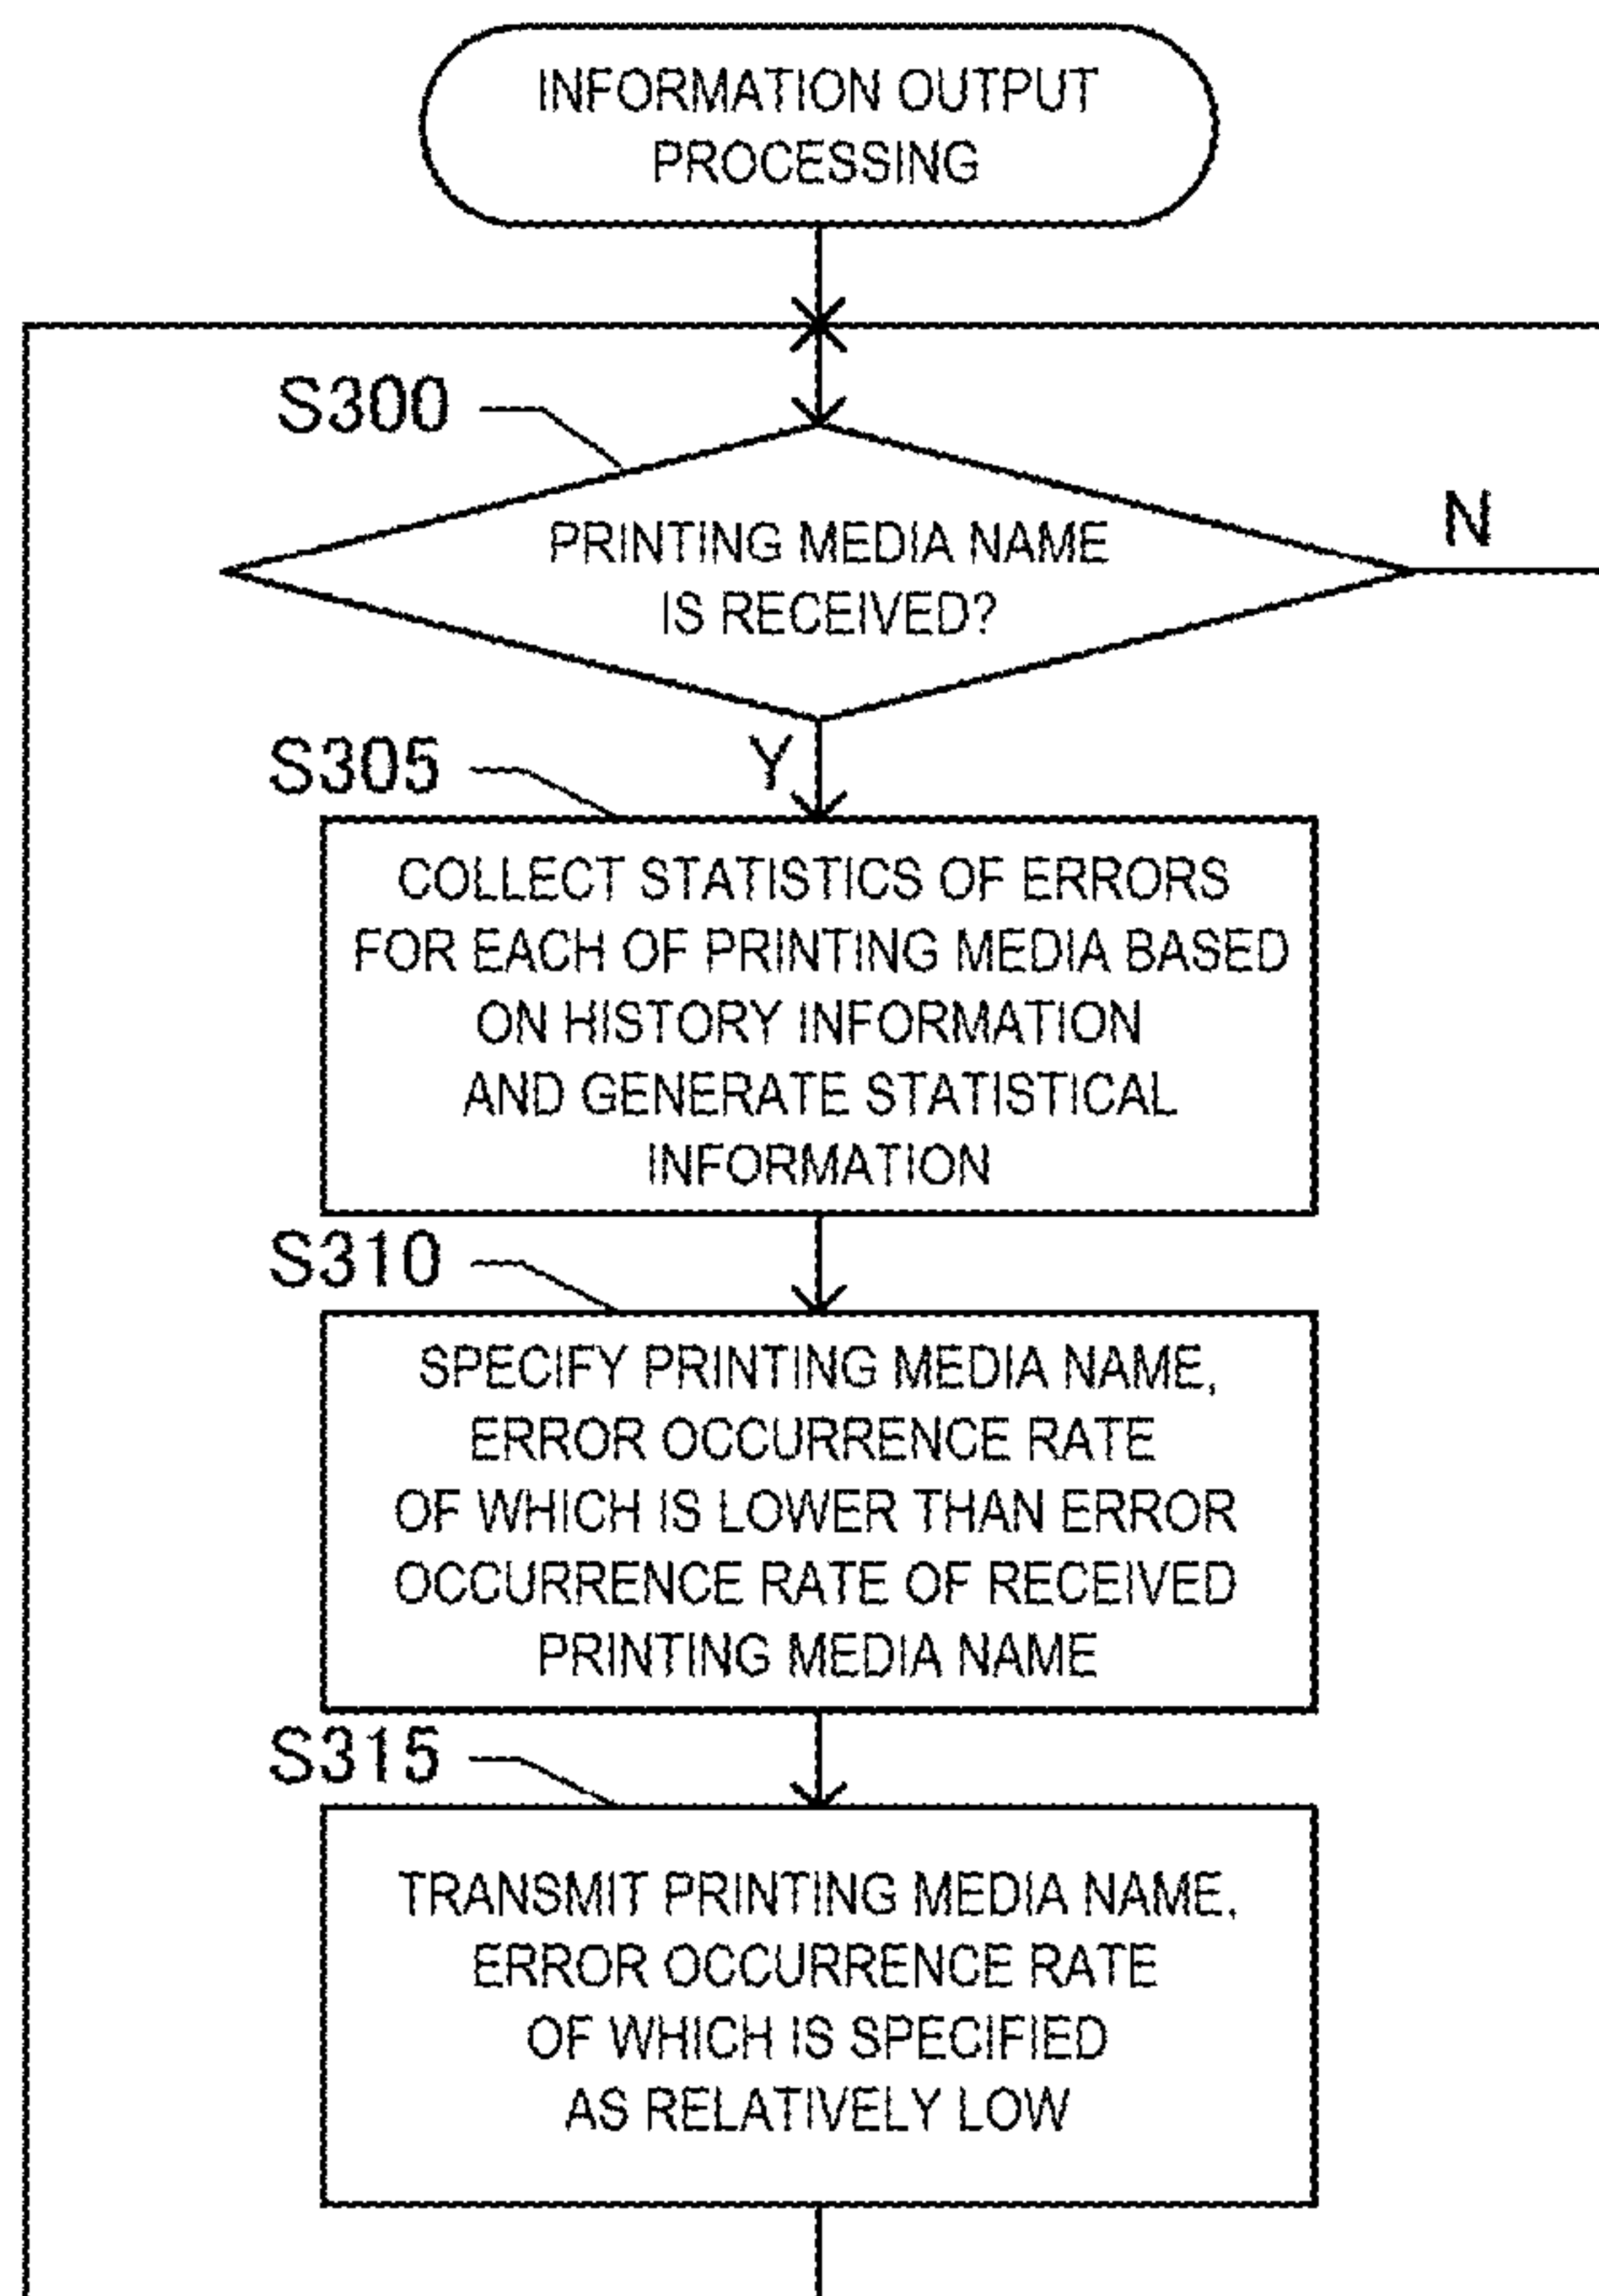 INFORMATION OUTPUT
PROCESSING
S300
PRINTING MEDIA NAME
IS RECEIVED?
N
Y
S305
COLLECT STATISTICS OF ERRORS
FOR EACH OF PRINTING MEDIA BASED
ON HISTORY INFORMATION
AND GENERATE STATISTICAL
INFORMATION
S310
SPECIFY PRINTING MEDIA NAME,
ERROR OCCURRENCE RATE
OF WHICH IS LOWER THAN ERROR
OCCURRENCE RATE OF RECEIVED
PRINTING MEDIA NAME
S315
TRANSMIT PRINTING MEDIA NAME,
ERROR OCCURRENCE RATE
OF WHICH IS SPECIFIED
AS RELATIVELY LOW